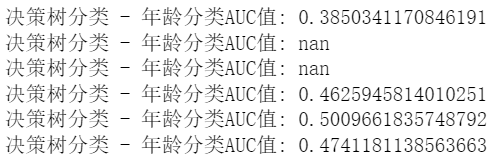 决策树分类 - 年龄分类AUC值: 0.3850341170846191
决策树分类 - 年龄分类AUC值: nan
决策树分类 - 年龄分类AUC值: nan
决策树分类 - 年龄分类AUC值: 0.4625945814010251
决策树分类 - 年龄分类AUC值: 0.5009661835748792
决策树分类 - 年龄分类AUC值: 0.4741181138563663